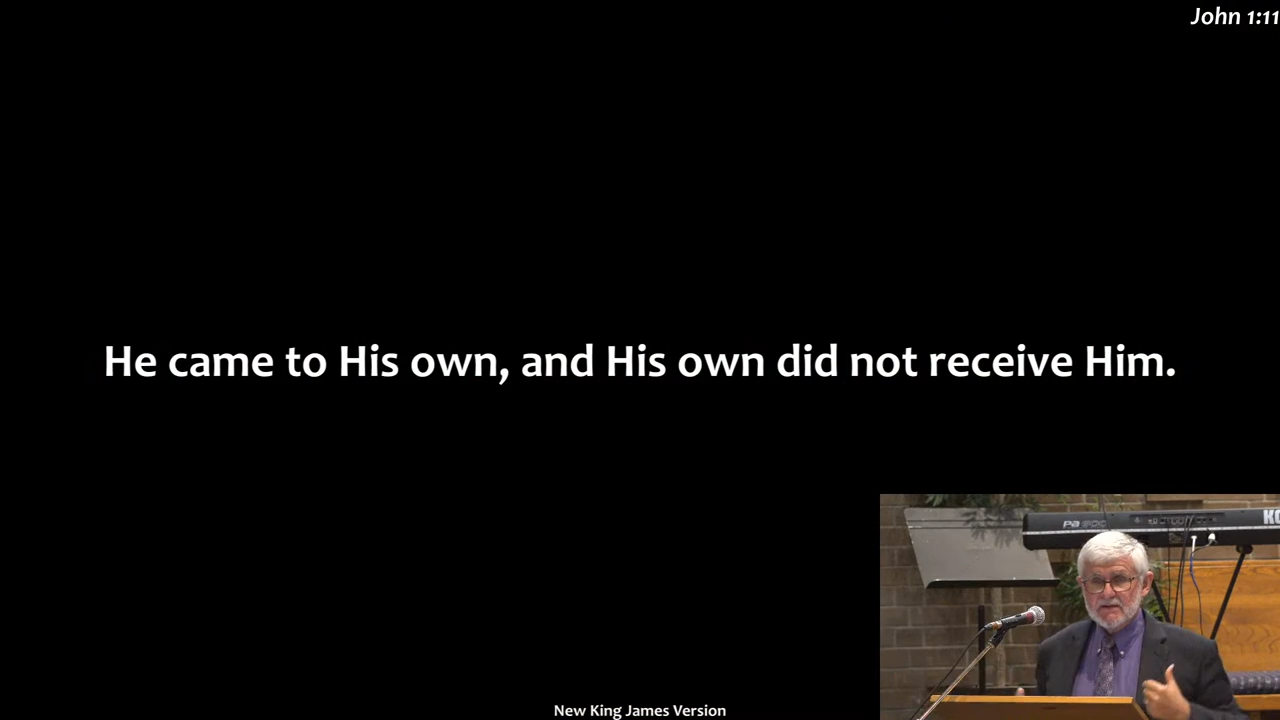 John 1:11
He came to His own, and His own did not receive Him.
New King James Version